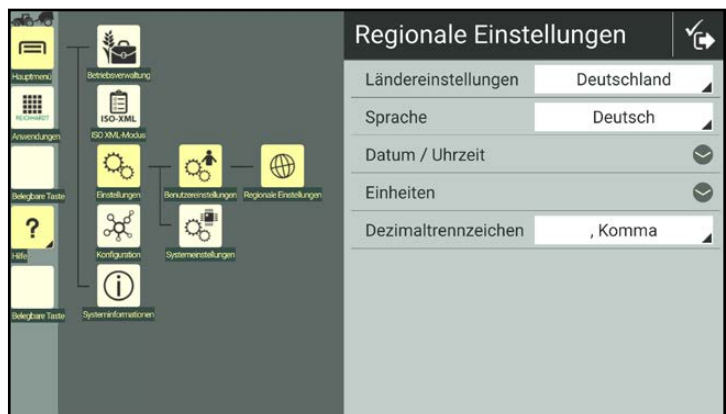 Regionale Einstellungen
Hauptmenü
Betriebsverwaltung
Ländereinstellungen Deutschland
REICHHARDT
Anwendungen
ISO-XML
ISO XML-Modus
Sprache Deutsch
Datum / Uhrzeit
Belegbare Taste
Einstellungen
Benutzereinstellungen
Regionale Einstellungen
Einheiten
?
Hilfe
Konfiguration
Systemeinstellungen
Dezimaltrennzeichen , Komma
Belegbare Taste
Systeminformationen